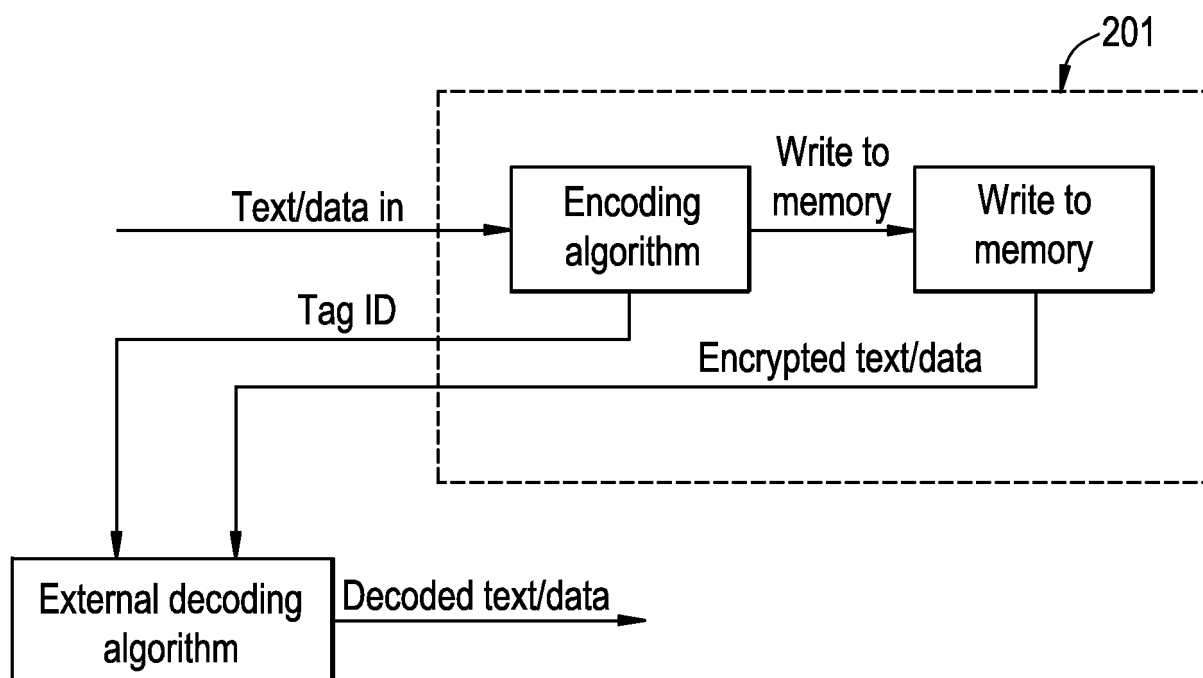 201
Write to
memory
Text/data in
Encoding
algorithm
Write to
memory
Tag ID
Encrypted text/data
External decoding
algorithm
Decoded text/data